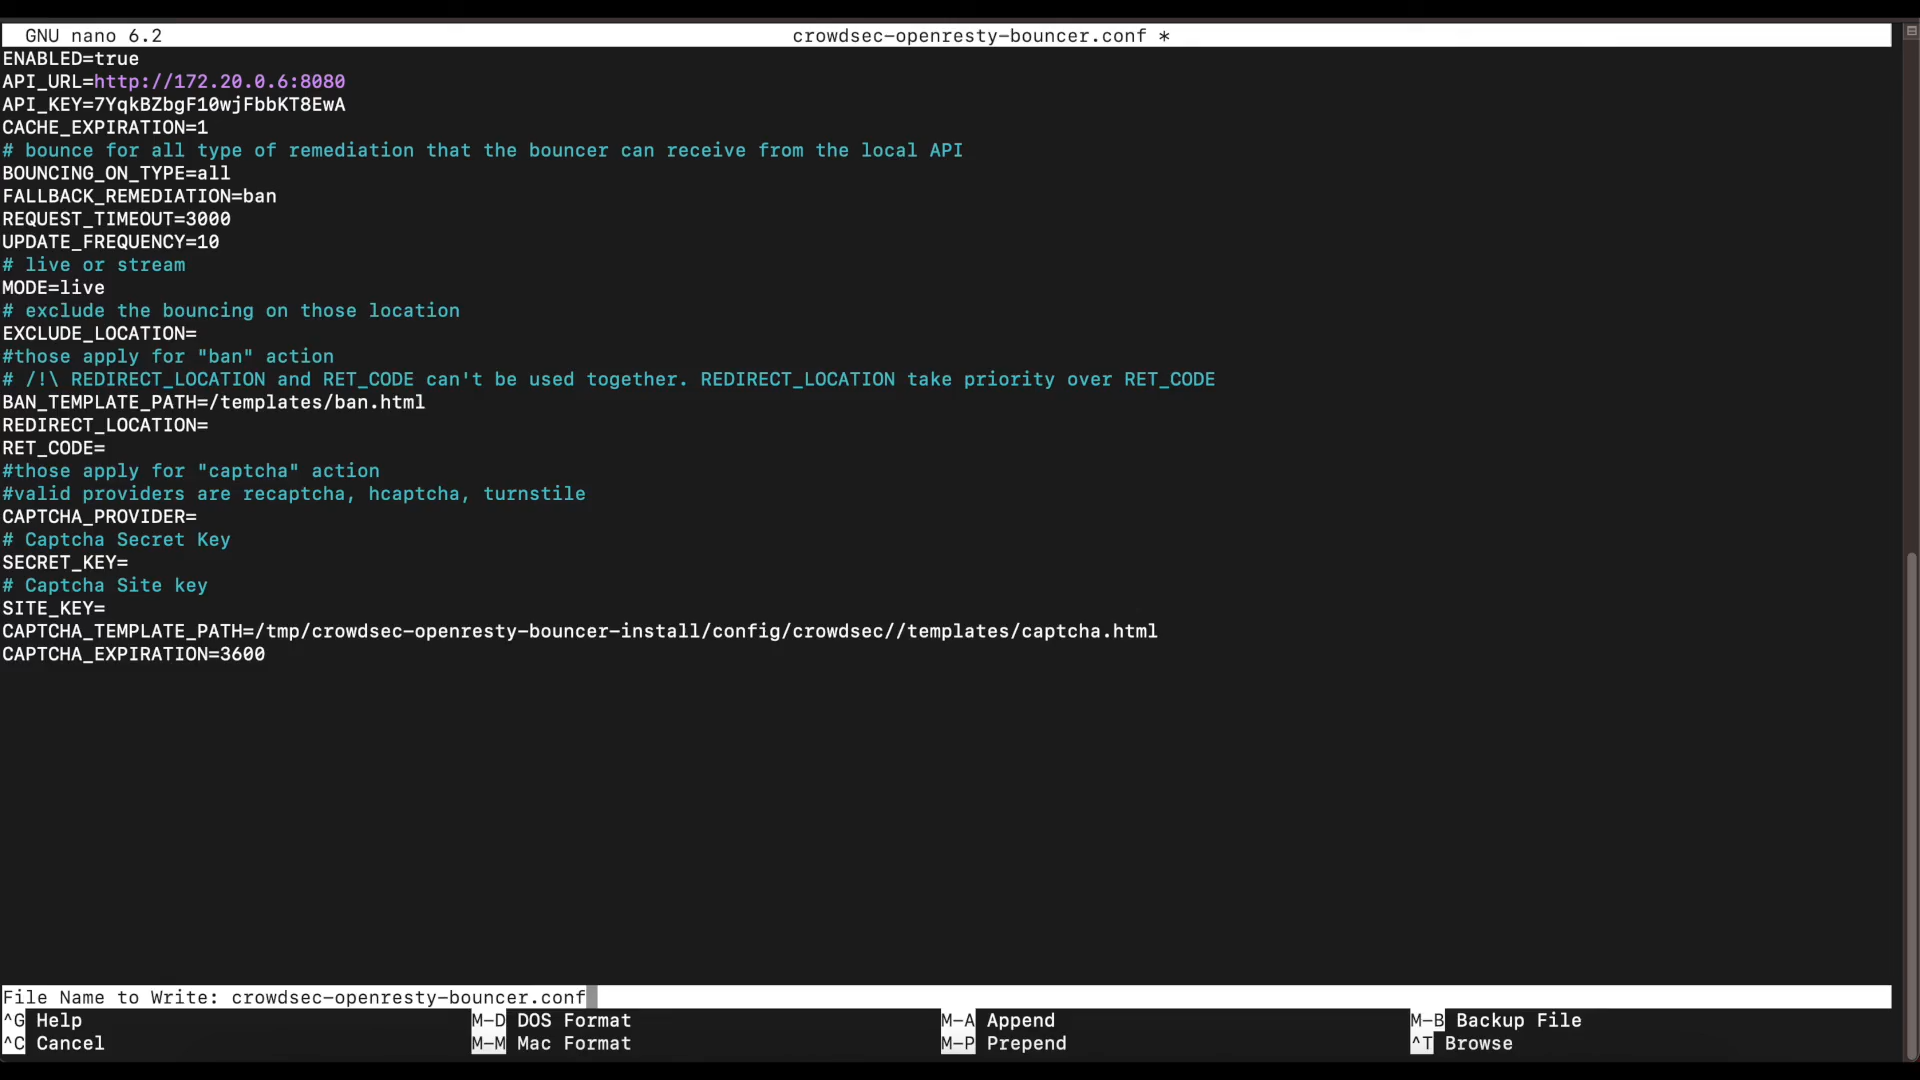 GNU nano 6.2 crowdsec-openresty-bouncer.conf *
ENABLED=true
API_URL=http://172.20.0.6:8080
API_KEY=7YqkBZbgF10wjFbbKT8EwA
CACHE_EXPIRATION=1
# bounce for all type of remediation that the bouncer can receive from the local API
BOUNCING_ON_TYPE=all
FALLBACK_REMEDIATION=ban
REQUEST_TIMEOUT=3000
UPDATE_FREQUENCY=10
# live or stream
MODE=live
# exclude the bouncing on those location
EXCLUDE_LOCATION=
#those apply for "ban" action
# /!\ REDIRECT_LOCATION and RET_CODE can't be used together. REDIRECT_LOCATION take priority over RET_CODE
BAN_TEMPLATE_PATH=/templates/ban.html
REDIRECT_LOCATION=
RET_CODE=
#those apply for "captcha" action
#valid providers are recaptcha, hcaptcha, turnstile
CAPTCHA_PROVIDER=
# Captcha Secret Key
SECRET_KEY=
# Captcha Site key
SITE_KEY=
CAPTCHA_TEMPLATE_PATH=/tmp/crowdsec-openresty-bouncer-install/config/crowdsec//templates/captcha.html
CAPTCHA_EXPIRATION=3600
File Name to Write: crowdsec-openresty-bouncer.conf
^G Help M-D DOS Format M-A Append M-B Backup File
^C Cancel M-M Mac Format M-P Prepend ^T Browse